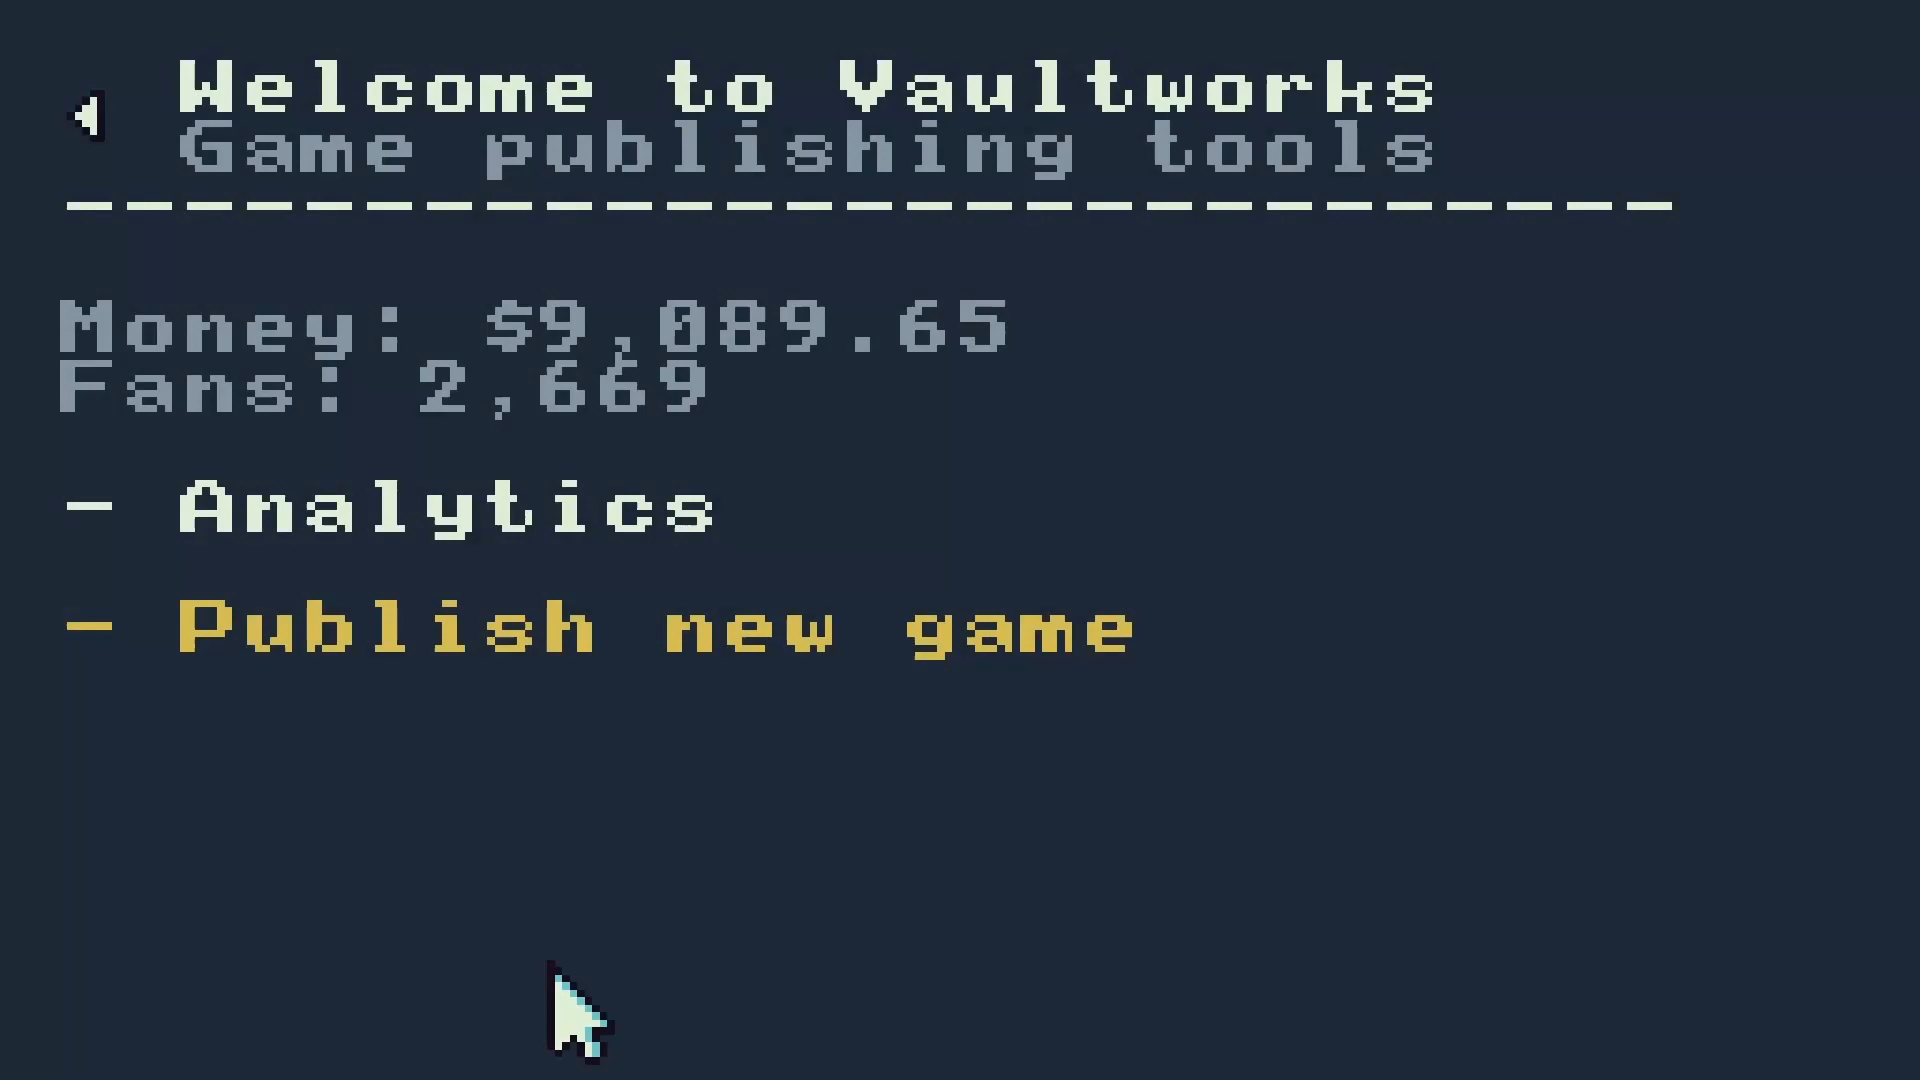 Welcome to Vaultworks
Game publishing tools
---------------------------
Money: $9,089.65
Fans: 2,669
- Analytics
- Publish new game